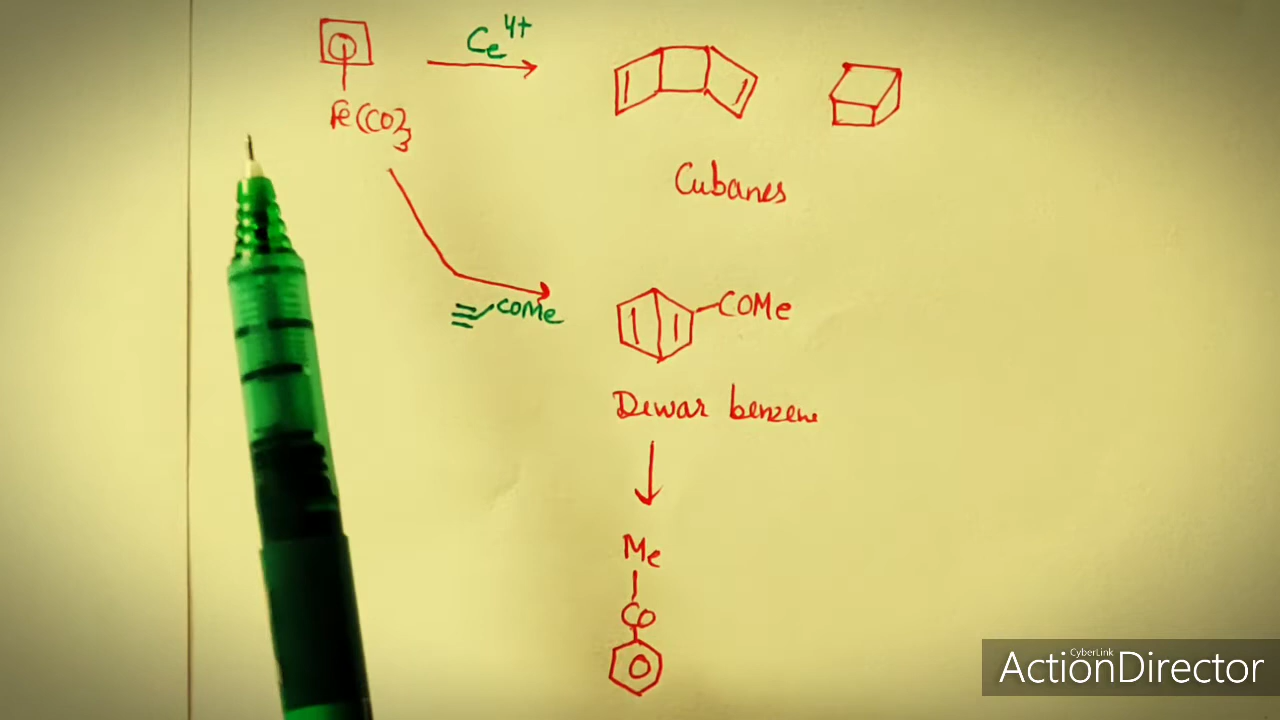 Ce4+
Fe(CO)3
Cubanes
≡ COMe
COMe
Dewar benzene
Me
CO
CyberLink
ActionDirector